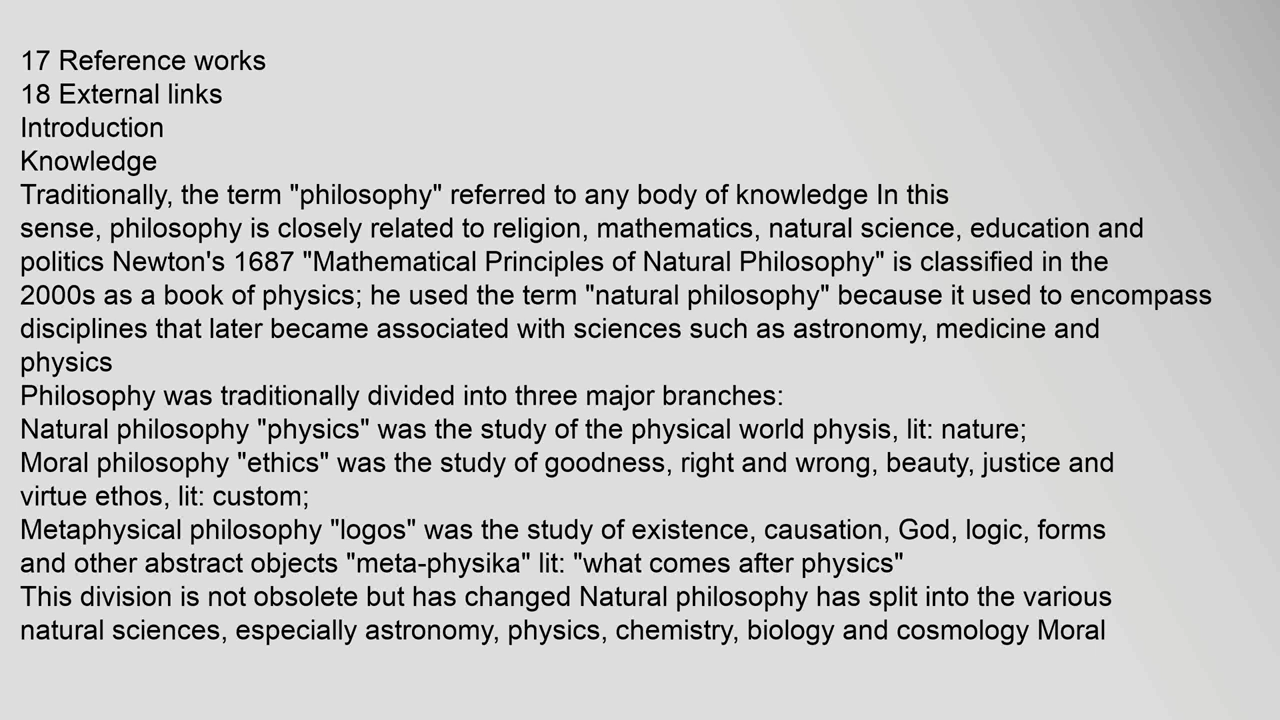 17 Reference works
18 External links
Introduction
Knowledge
Traditionally, the term "philosophy" referred to any body of knowledge In this
sense, philosophy is closely related to religion, mathematics, natural science, education and
politics Newton's 1687 "Mathematical Principles of Natural Philosophy" is classified in the
2000s as a book of physics; he used the term "natural philosophy" because it used to encompass
disciplines that later became associated with sciences such as astronomy, medicine and
physics
Philosophy was traditionally divided into three major branches:
Natural philosophy "physics" was the study of the physical world physis, lit: nature;
Moral philosophy "ethics" was the study of goodness, right and wrong, beauty, justice and
virtue ethos, lit: custom;
Metaphysical philosophy "logos" was the study of existence, causation, God, logic, forms
and other abstract objects "meta-physika" lit: "what comes after physics"
This division is not obsolete but has changed Natural philosophy has split into the various
natural sciences, especially astronomy, physics, chemistry, biology and cosmology Moral